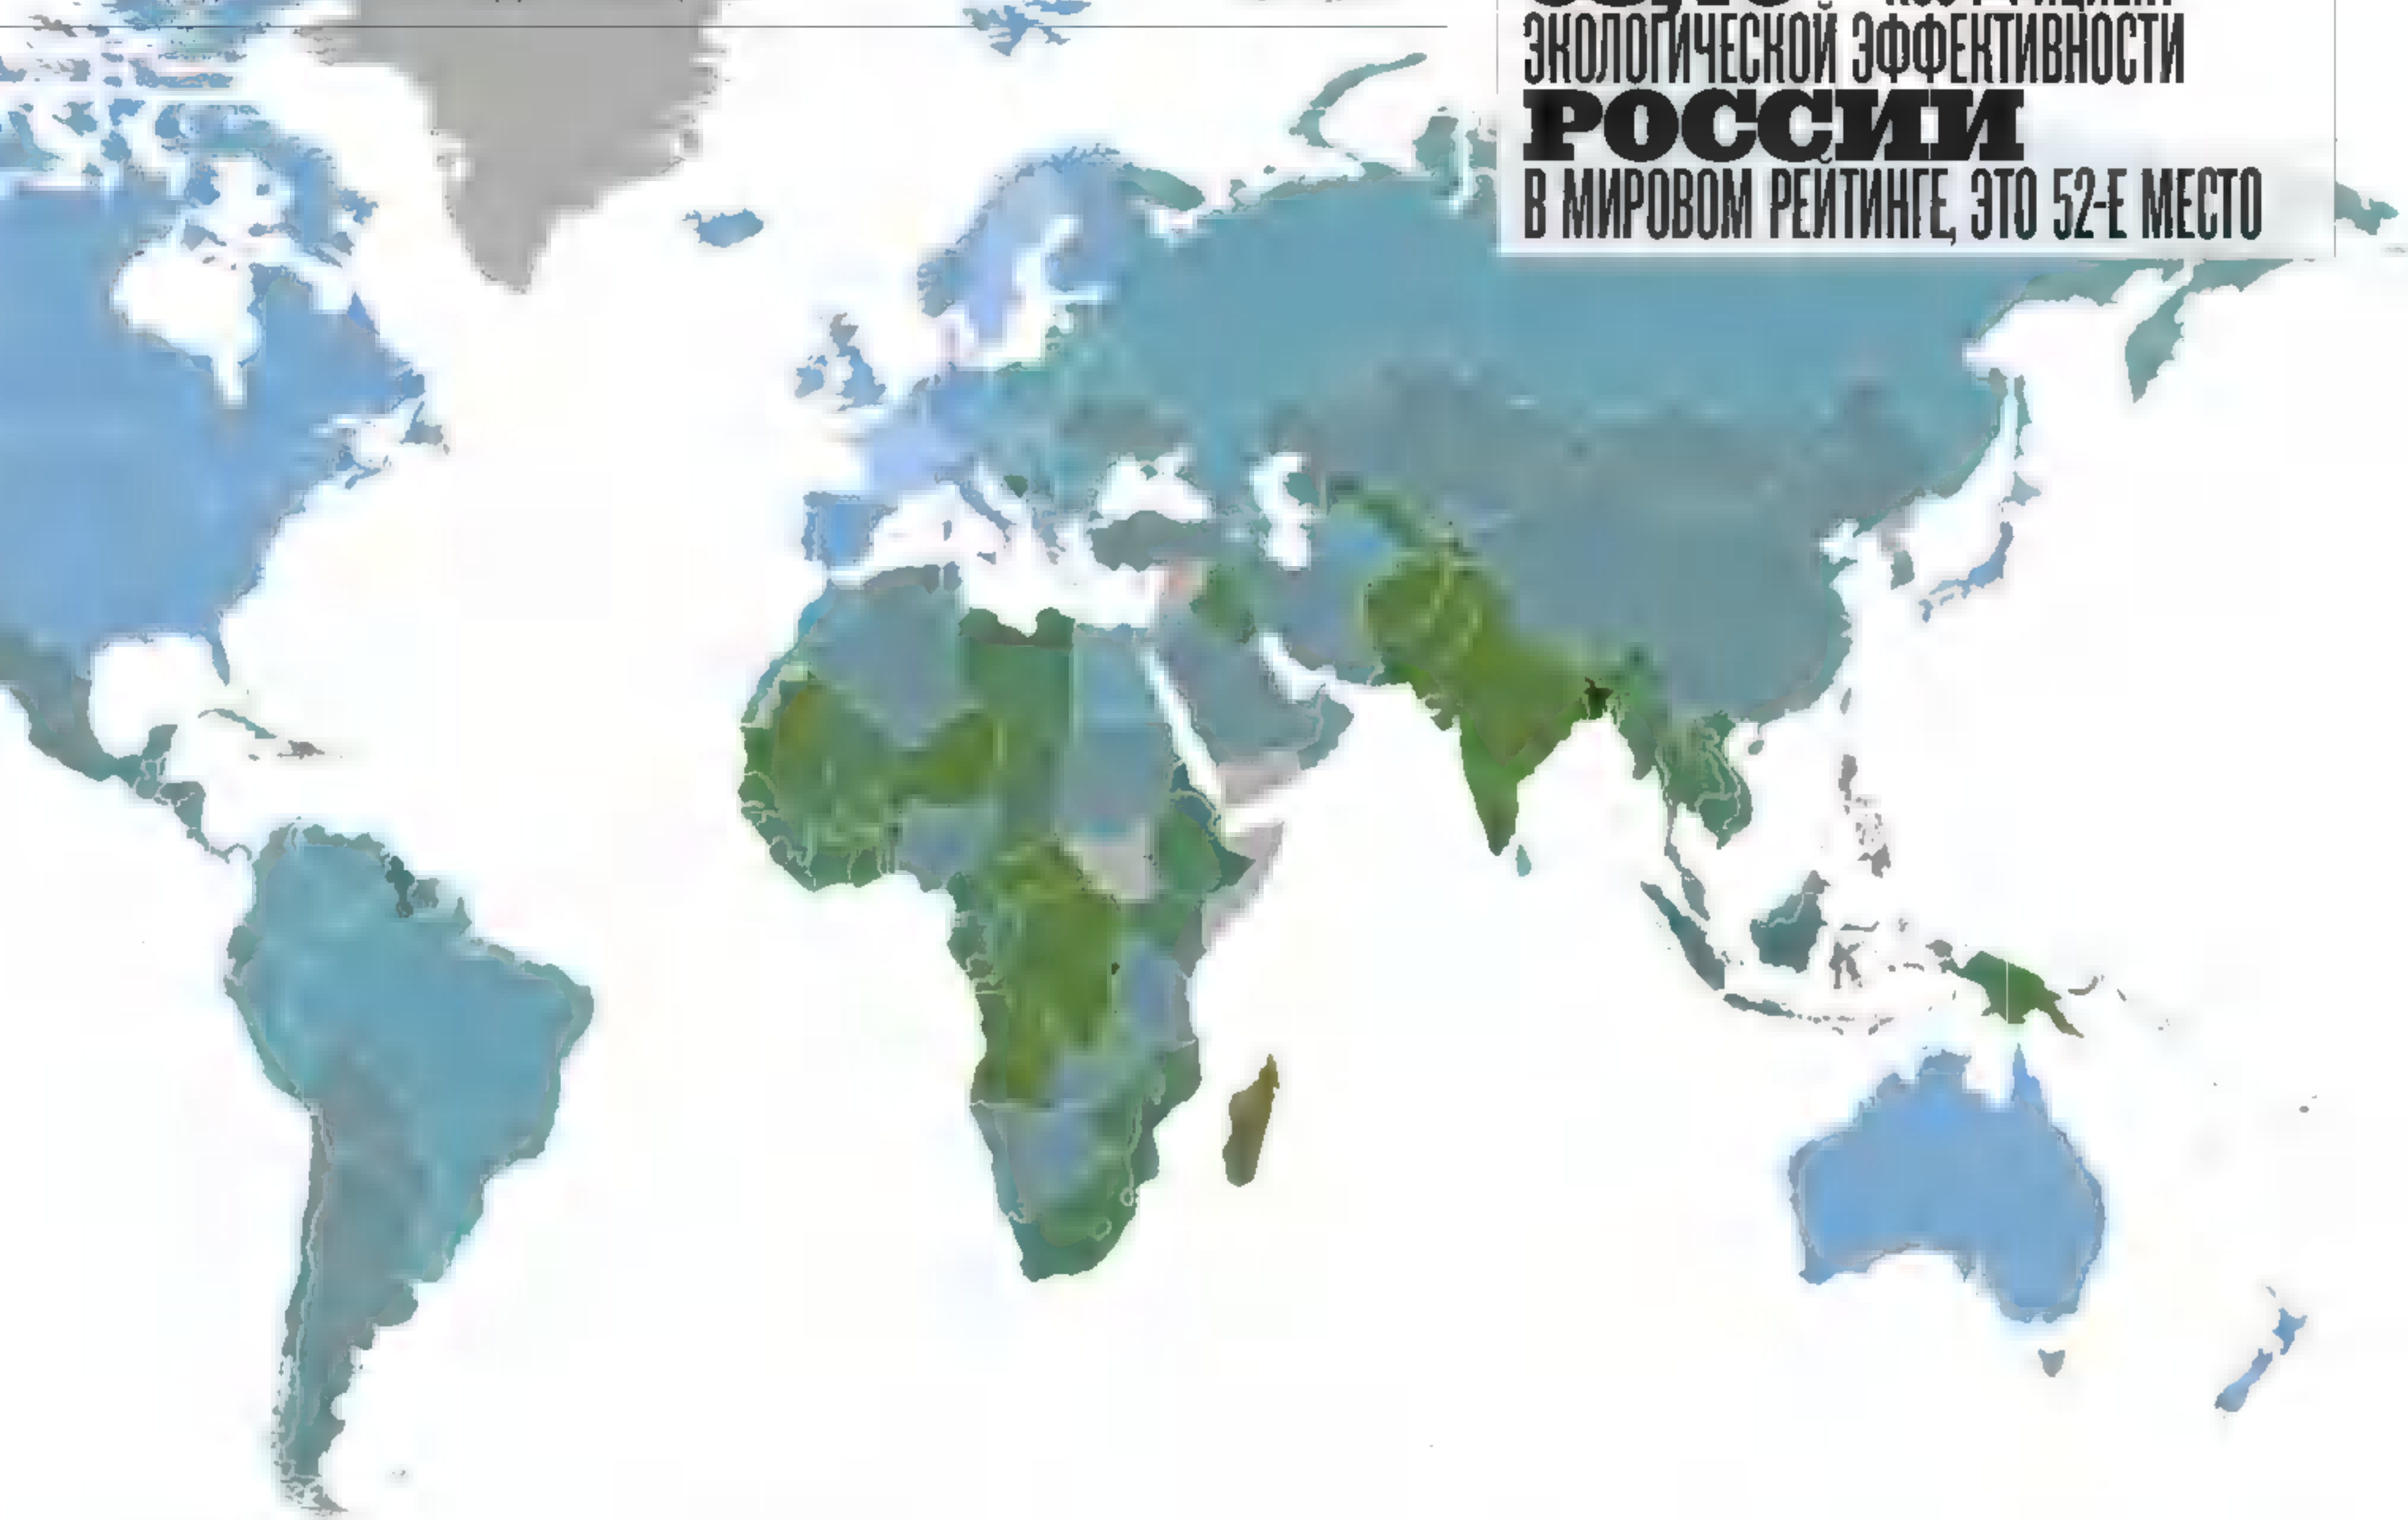 ЭКОЛОГИЧЕСКОЙ ЭФФЕКТИВНОСТИ
РОССИИ
В МИРОВОМ РЕЙТИНГЕ, ЭТО 52-Е МЕСТО